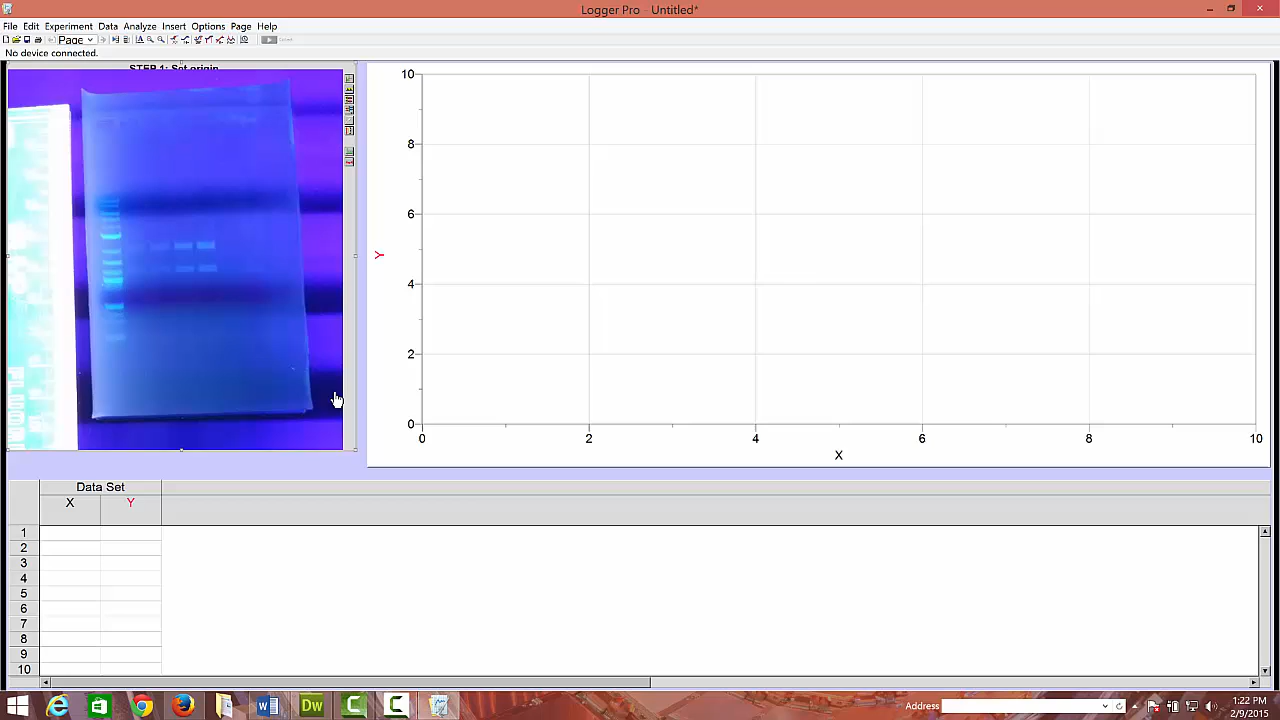 Logger Pro - Untitled*
File Edit Experiment Data Analyze Insert Options Page Help
Page
No device connected.
STEP 1: Set origin
10
8
6
4
2
0
Y
0 2 4 6 8 10
X
Data Set
X Y
1
2
3
4
5
6
7
8
9
10
Dw
Address
1:22 PM
2/9/2015